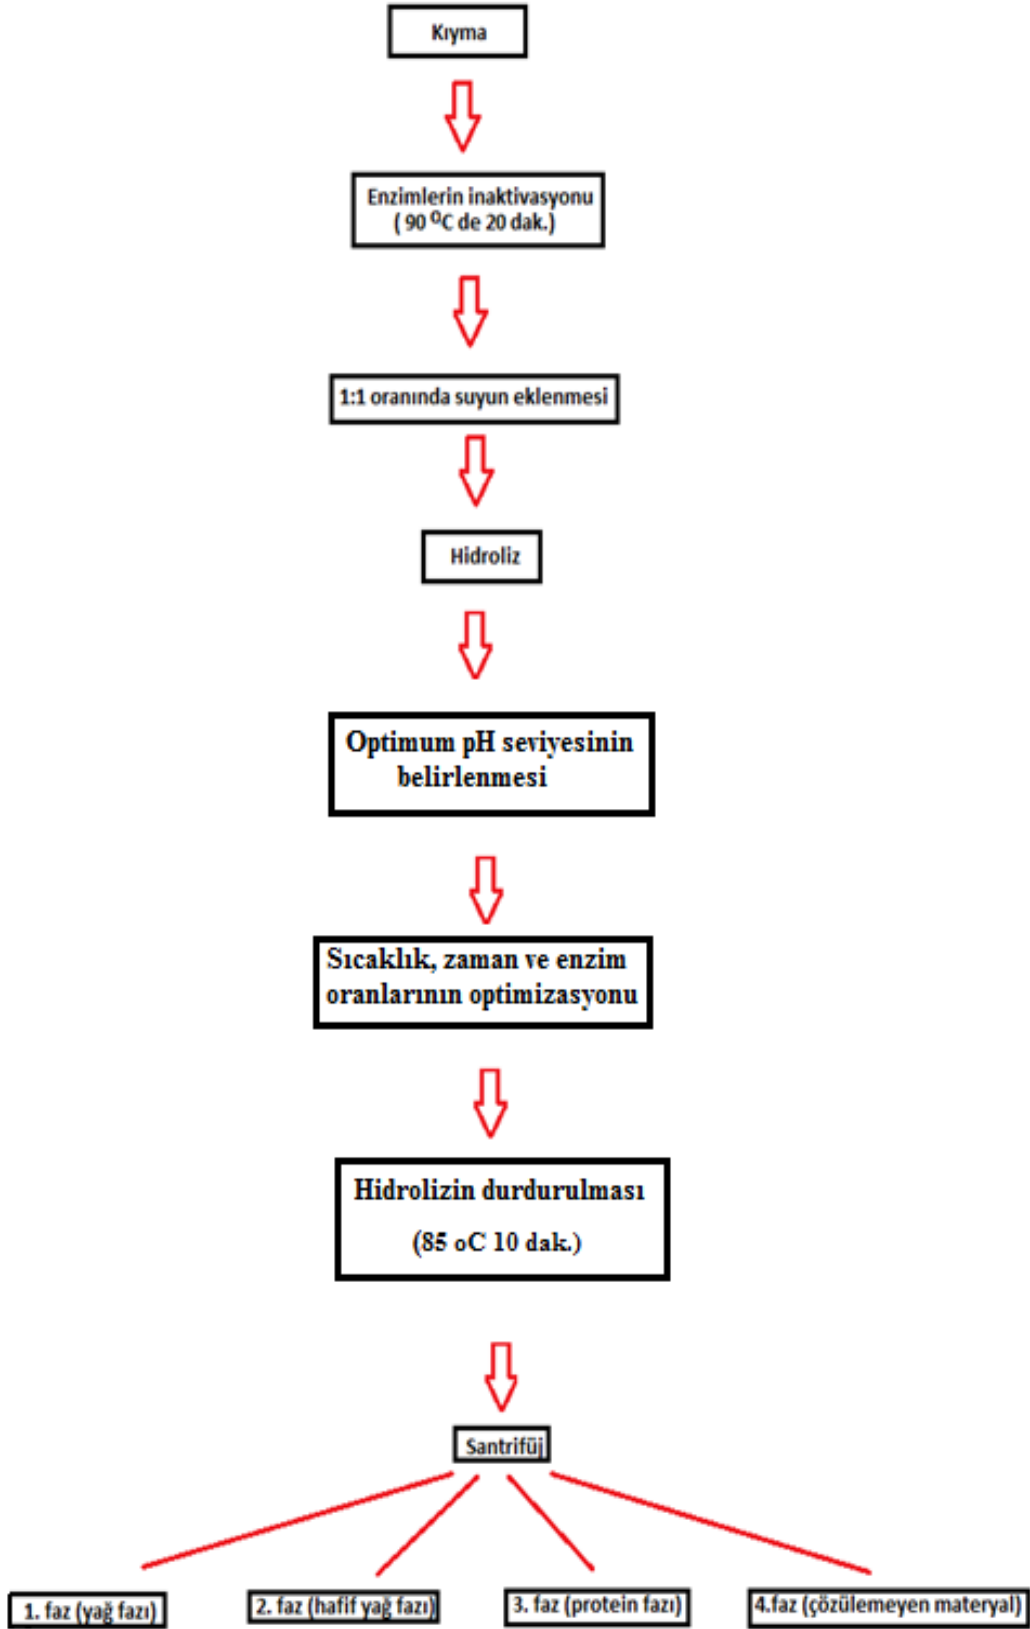 Kıyma
Enzimlerin inaktivasyonu
( 90 ⁰C de 20 dak.)
1:1 oranında suyun eklenmesi
Hidroliz
Optimum pH seviyesinin
belirlenmesi
Sıcaklık, zaman ve enzim
oranlarının optimizasyonu
Hidrolizin durdurulması
(85 oC 10 dak.)
Santrifüj
1. faz (yağ fazı)
2. faz (hafif yağ fazı)
3. faz (protein fazı)
4.faz (çözülemeyen materyal)